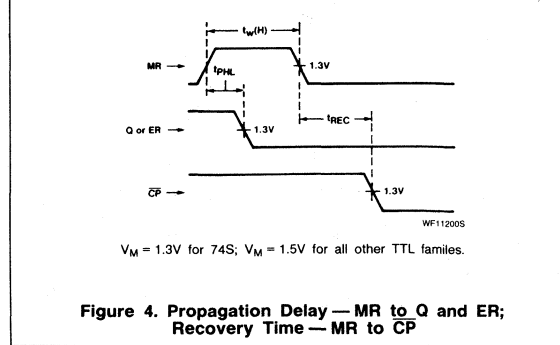 tw(H)
MR
1.3V
tPHL
Q or ER
1.3V
tREC
CP
1.3V
WF11200S
VM = 1.3V for 74S; VM = 1.5V for all other TTL familes.
Figure 4. Propagation Delay — MR to Q and ER;
Recovery Time — MR to C̅P̅